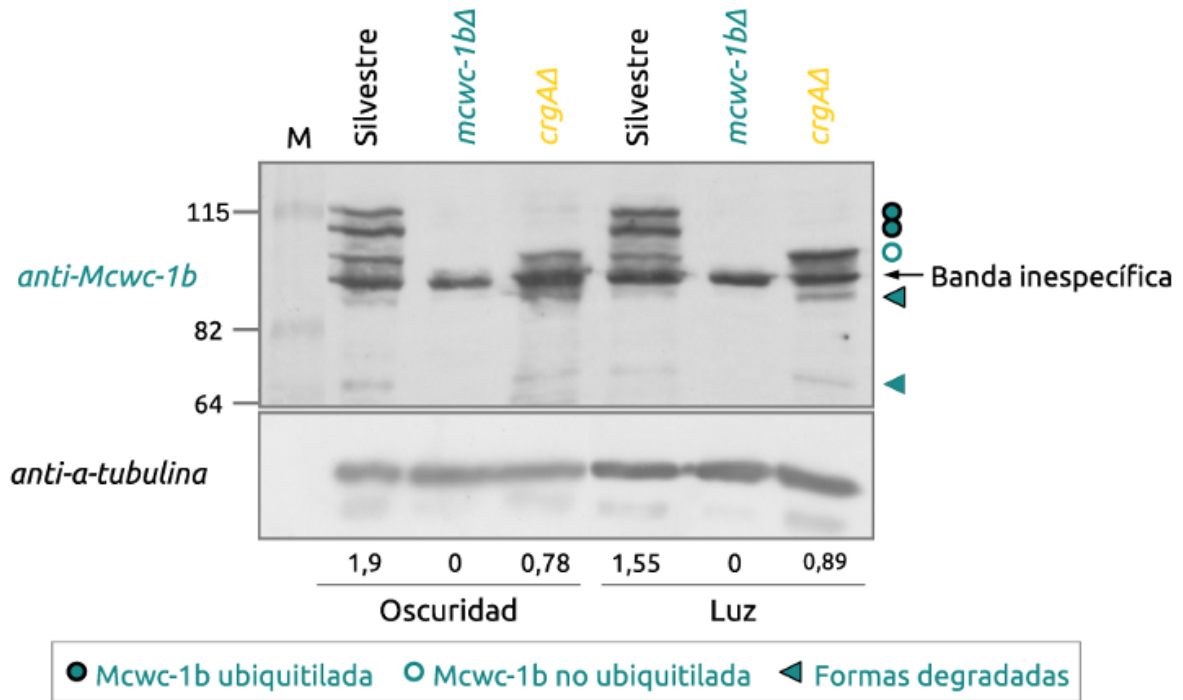 M Silvestre mcwc-1bΔ crgAΔ Silvestre mcwc-1bΔ crgAΔ
115
anti-Mcwc-1b
Banda inespecífica
82
64
anti-a-tubulina
1,9 0 0,78 1,55 0 0,89
Oscuridad Luz
Mcwc-1b ubiquitilada Mcwc-1b no ubiquitilada Formas degradadas